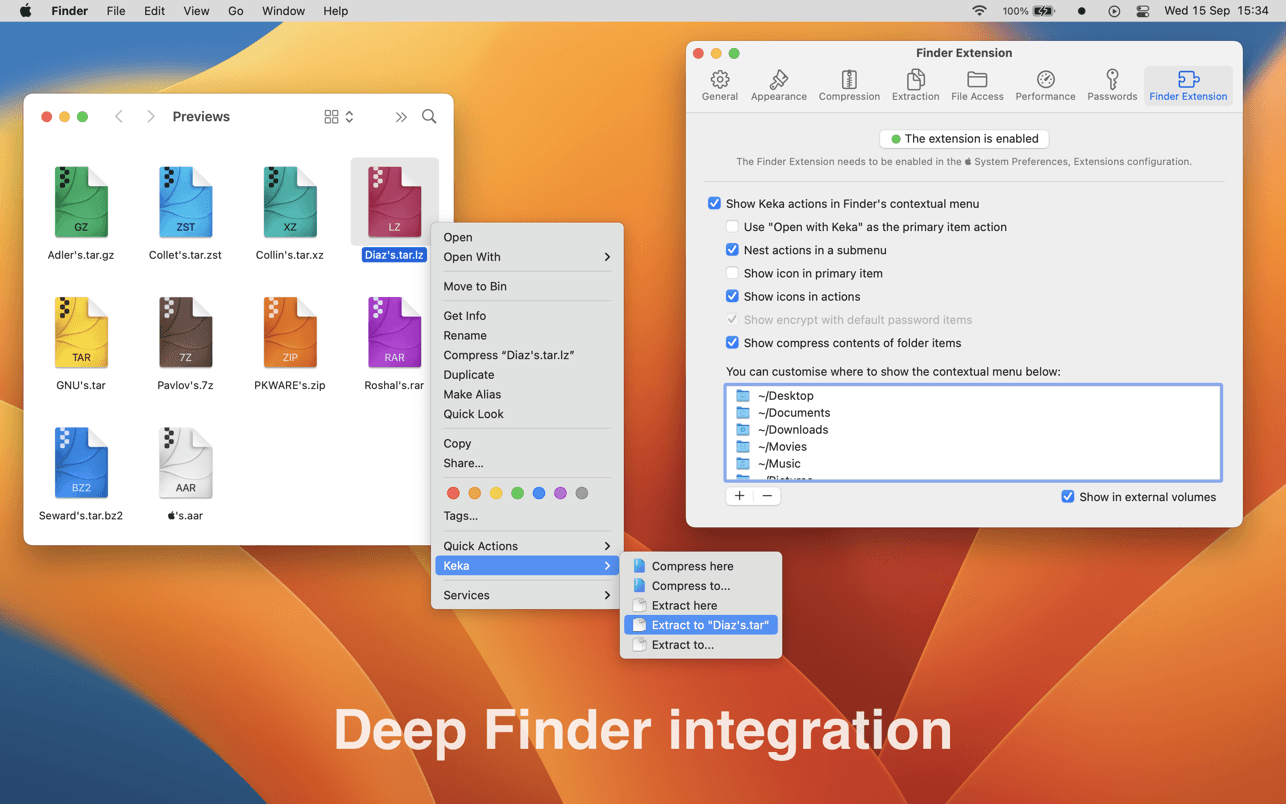 Finder File Edit View Go Window Help 100% Wed 15 Sep 15:34
Previews
GZ ZST XZ LZ
Adler's.tar.gz Collet's.tar.zst Collin's.tar.xz Diaz's.tar.lz
TAR 7Z ZIP RAR
GNU's.tar Pavlov's.7z PKWARE's.zip Roshal's.rar
BZ2 AAR
Seward's.tar.bz2 's.aar
Open
Open With
Move to Bin
Get Info
Rename
Compress “Diaz's.tar.lz”
Duplicate
Make Alias
Quick Look
Copy
Share...
Tags...
Quick Actions
Keka
Services
Compress here
Compress to...
Extract here
Extract to "Diaz's.tar"
Extract to...
Finder Extension
General Appearance Compression Extraction File Access Performance Passwords Finder Extension
The extension is enabled
The Finder Extension needs to be enabled in the  System Preferences, Extensions configuration.
Show Keka actions in Finder's contextual menu
Use "Open with Keka" as the primary item action
Nest actions in a submenu
Show icon in primary item
Show icons in actions
Show encrypt with default password items
Show compress contents of folder items
You can customise where to show the contextual menu below:
~/Desktop
~/Documents
~/Downloads
~/Movies
~/Music
~/Pictures
+ − Show in external volumes
Deep Finder integration